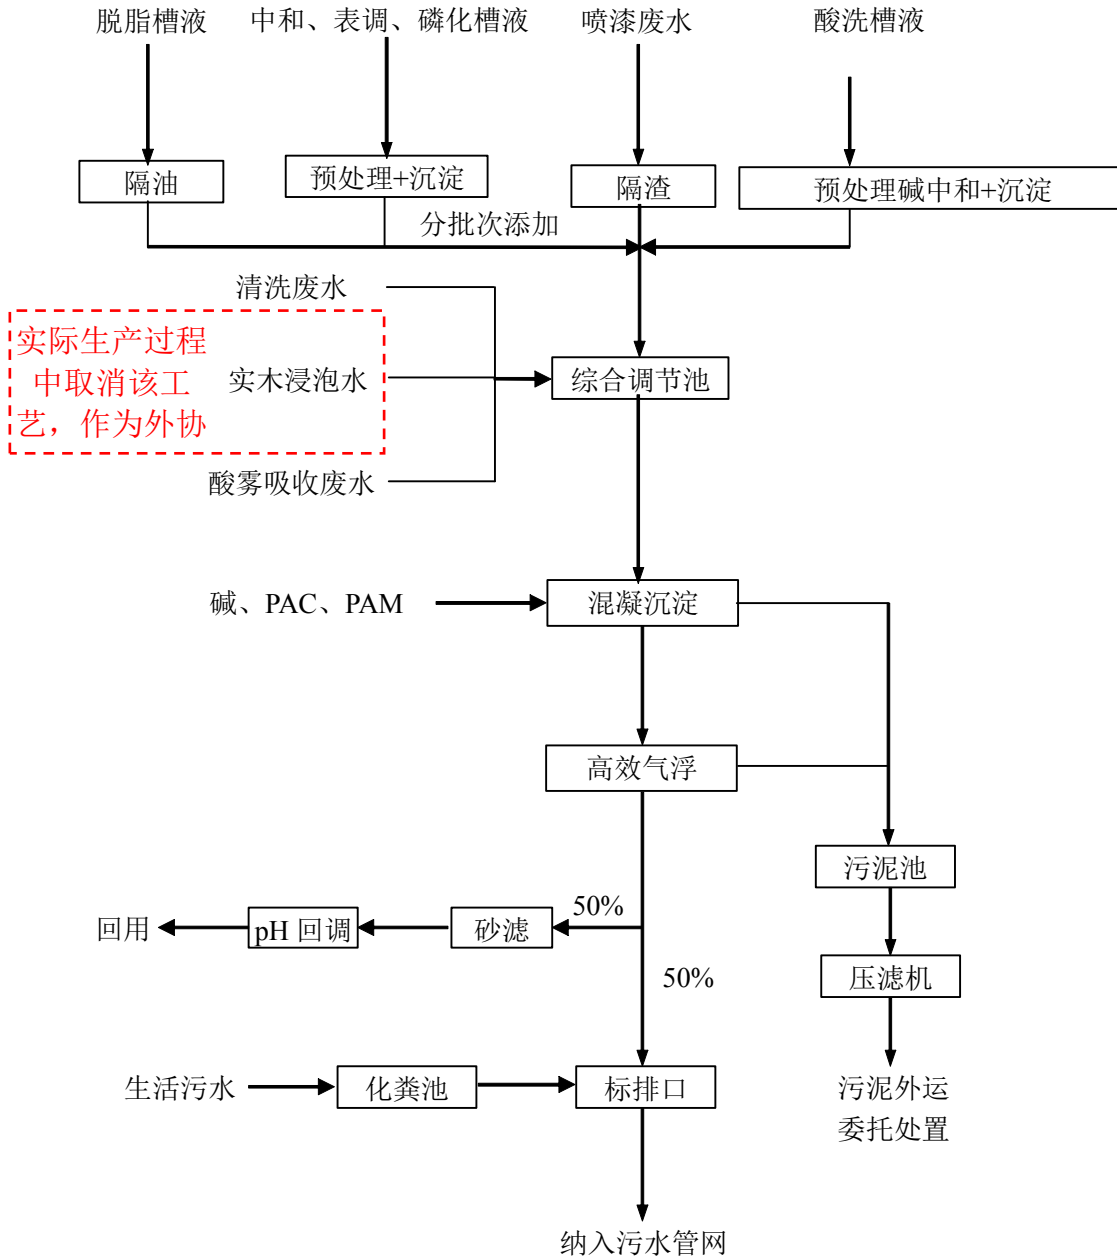 脱脂槽液
中和、表调、磷化槽液
喷漆废水
酸洗槽液
隔油
预处理+沉淀
隔渣
预处理碱中和+沉淀
分批次添加
清洗废水
实际生产过程
中取消该工
艺，作为外协
实木浸泡水
综合调节池
酸雾吸收废水
碱、PAC、PAM
混凝沉淀
高效气浮
污泥池
50%
回用
pH 回调
砂滤
50%
压滤机
生活污水
化粪池
标排口
污泥外运
委托处置
纳入污水管网